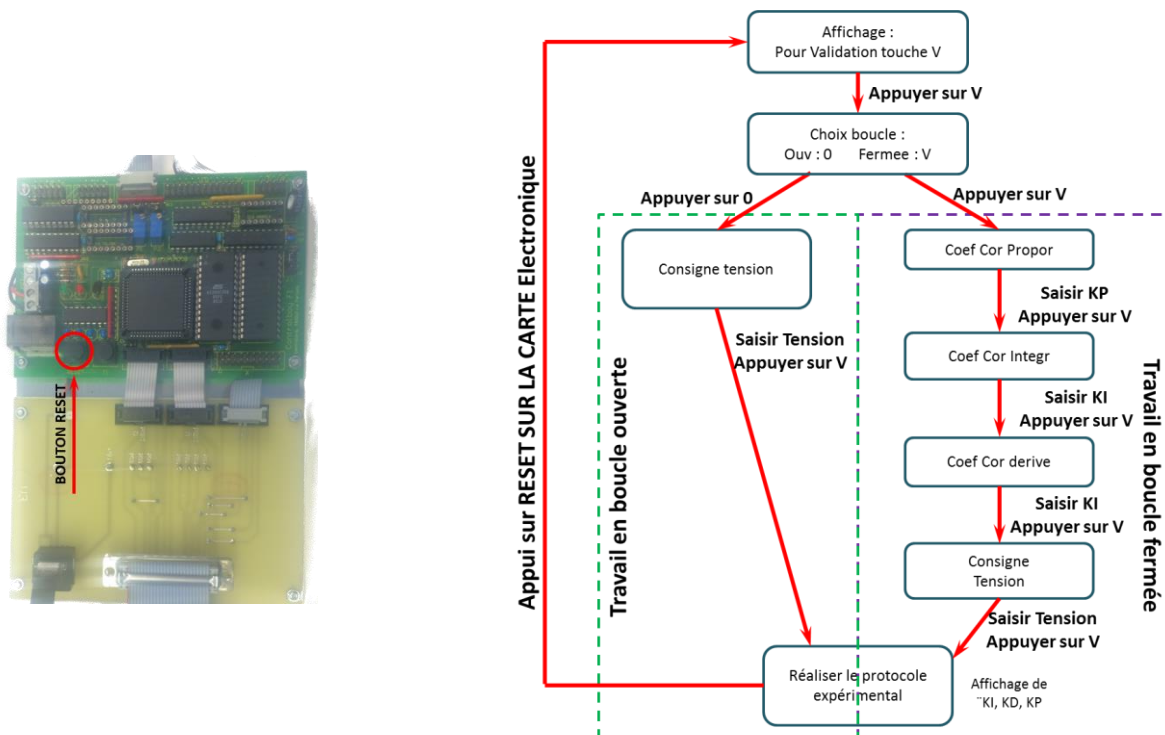 BOUTON RESET
Appui sur RESET SUR LA CARTE Electronique
Affichage :
Pour Validation touche V
Appuyer sur V
Choix boucle :
Ouv : 0 Fermee : V
Appuyer sur 0
Appuyer sur V
Travail en boucle ouverte
Consigne tension
Saisir Tension
Appuyer sur V
Coef Cor Propor
Saisir KP
Appuyer sur V
Coef Cor Integr
Saisir KI
Appuyer sur V
Coef Cor derive
Saisir KI
Appuyer sur V
Consigne
Tension
Saisir Tension
Appuyer sur V
Travail en boucle fermée
Réaliser le protocole
expérimental
Affichage de
¨KI, KD, KP